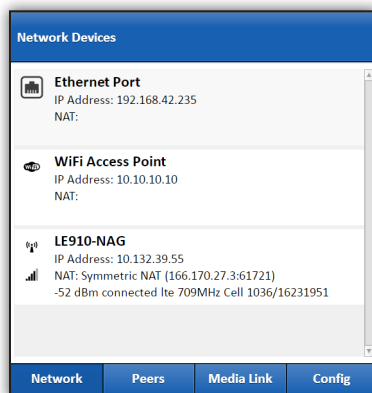 Network Devices
Ethernet Port
IP Address: 192.168.42.235
NAT:
WiFi Access Point
IP Address: 10.10.10.10
NAT:
LE910-NAG
IP Address: 10.132.39.55
NAT: Symmetric NAT (166.170.27.3:61721)
-52 dBm connected lte 709MHz Cell 1036/16231951
Network Peers Media Link Config